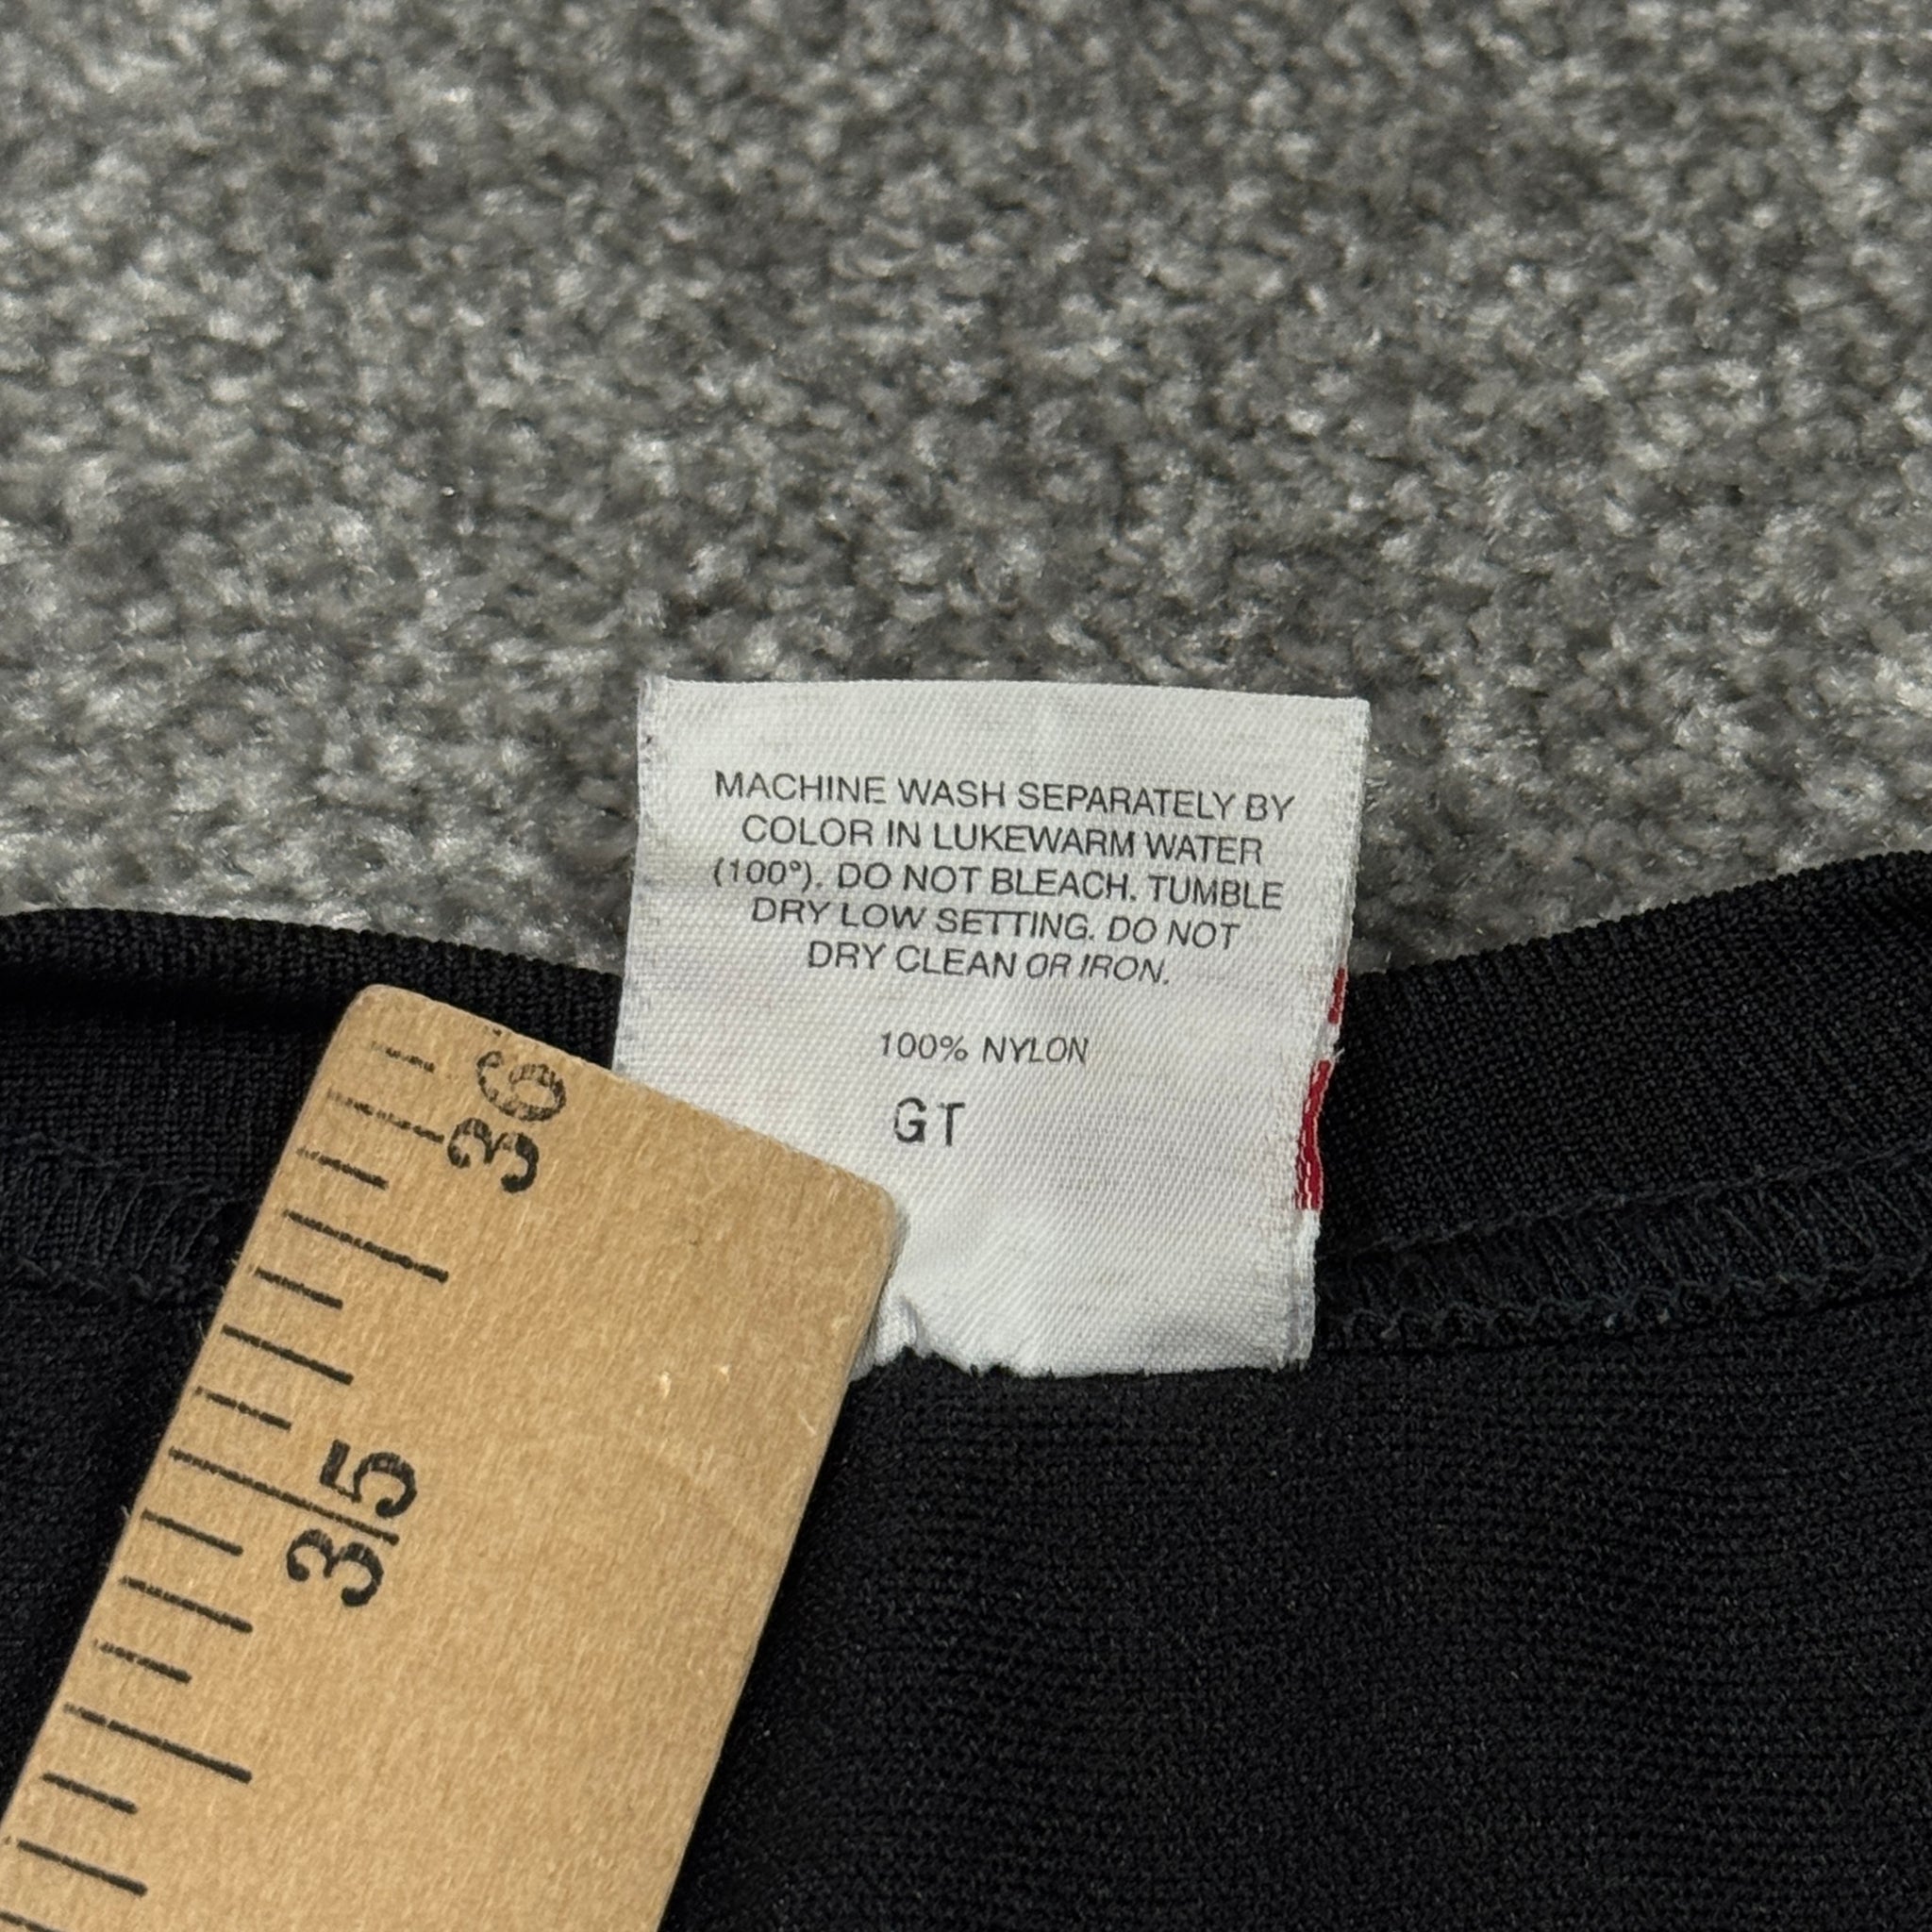 MACHINE WASH SEPARATELY BY
COLOR IN LUKEWARM WATER
(100°). DO NOT BLEACH. TUMBLE
DRY LOW SETTING. DO NOT
DRY CLEAN OR IRON.
100% NYLON
GT
36
35